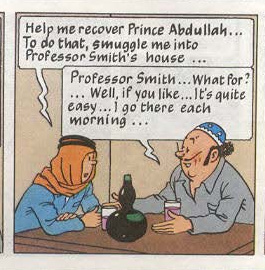 Help me recover Prince Abdullah...
To do that, smuggle me into
Professor Smith's house ...
Professor Smith...What for?
... Well, if you like...It's quite
easy...I go there each
morning ...